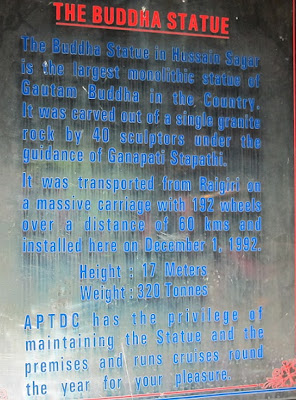 THE BUDDHA STATUE
The Buddha Statue in Hussain Sagar
is the largest monolithic statue of
Gautam Buddha in the Country.
It was carved out of a single granite
rock by 40 sculptors under the
guidance of Ganapati Stapathi.
It was transported from Raigiri on
a massive carriage with 192 wheels
over a distance of 60 kms and
installed here on December 1, 1992.
Height : 17 Meters
Weight : 320 Tonnes
APTDC has the privilege of
maintaining the Statue and the
premises and runs cruises round
the year for your pleasure.